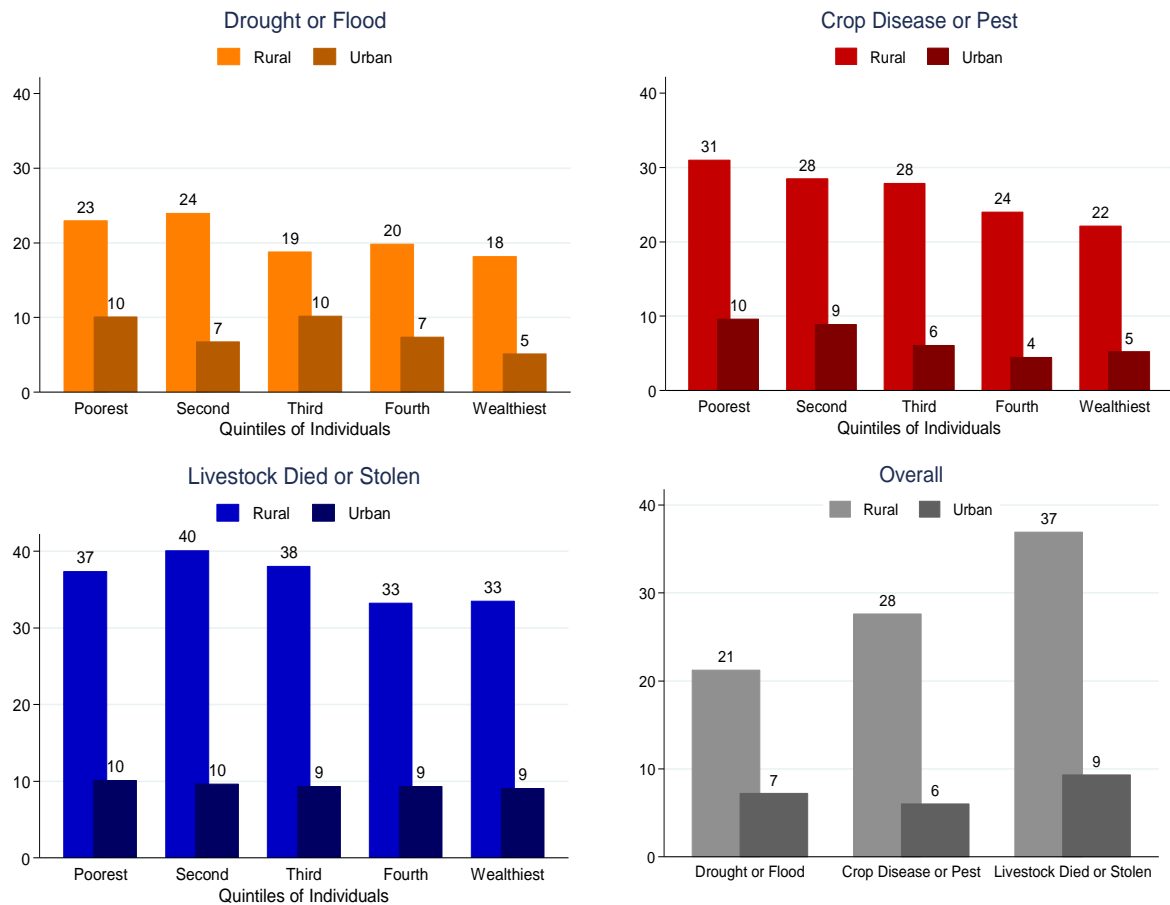 Drought or Flood
Rural Urban
40
30
20
10
0
23 10 24 7 19 10 20 7 18 5
Poorest Second Third Fourth Wealthiest
Quintiles of Individuals
Crop Disease or Pest
Rural Urban
40
30
20
10
0
31 10 28 9 28 6 24 4 22 5
Poorest Second Third Fourth Wealthiest
Quintiles of Individuals
Livestock Died or Stolen
Rural Urban
40
30
20
10
0
37 10 40 10 38 9 33 9 33 9
Poorest Second Third Fourth Wealthiest
Quintiles of Individuals
Overall
Rural Urban
40
30
20
10
0
21 7 28 6 37 9
Drought or Flood Crop Disease or Pest Livestock Died or Stolen